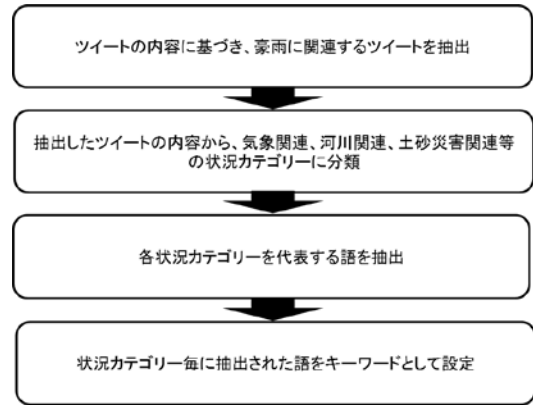 ツイートの内容に基づき、豪雨に関連するツイートを抽出
抽出したツイートの内容から、気象関連、河川関連、土砂災害関連等
の状況カテゴリーに分類
各状況カテゴリーを代表する語を抽出
状況カテゴリー毎に抽出された語をキーワードとして設定